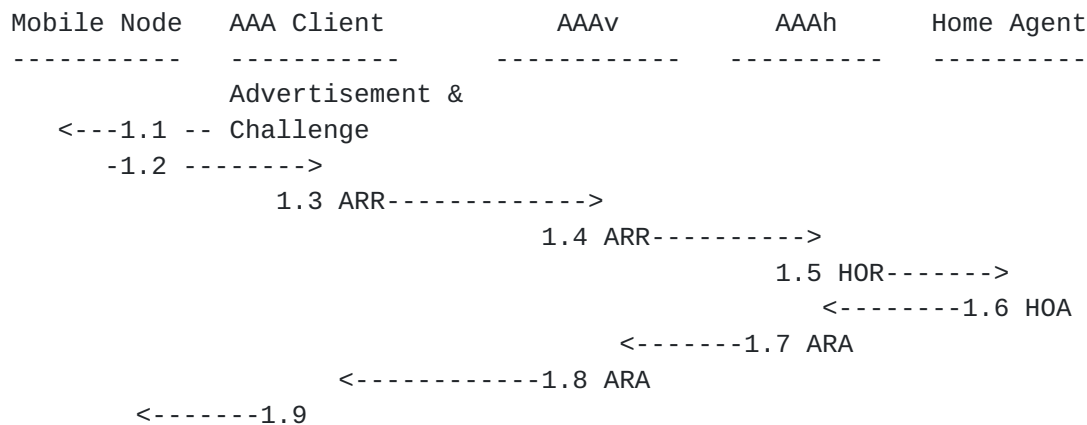 Mobile Node   AAA Client          AAAv              AAAh        Home Agent
-----------   -----------      ------------   ----------   ----------
              Advertisement &
   <---1.1 -- Challenge
      -1.2 -------->
                 1.3 ARR------------->
                                  1.4 ARR---------->
                                                 1.5 HOR------->
                                                    <--------1.6 HOA
                                       <-------1.7 ARA
                     <------------1.8 ARA
        <-------1.9